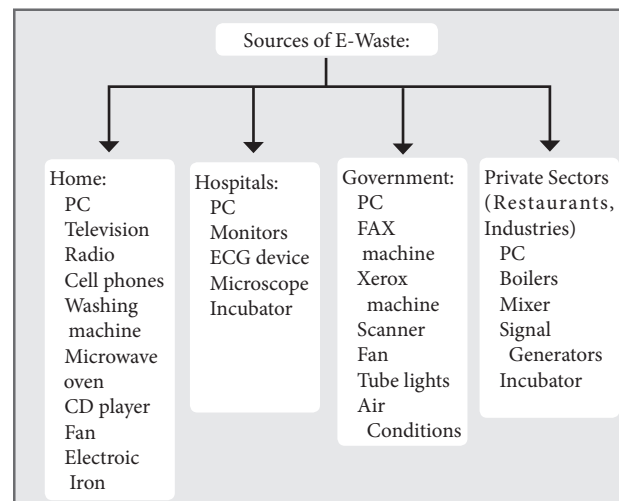 Sources of E-Waste:
Home:
PC
Television
Radio
Cell phones
Washing
machine
Microwave
oven
CD player
Fan
Electroic
Iron
Hospitals:
PC
Monitors
ECG device
Microscope
Incubator
Government:
PC
FAX
machine
Xerox
machine
Scanner
Fan
Tube lights
Air
Conditions
Private Sectors
(Restaurants,
Industries)
PC
Boilers
Mixer
Signal
Generators
Incubator